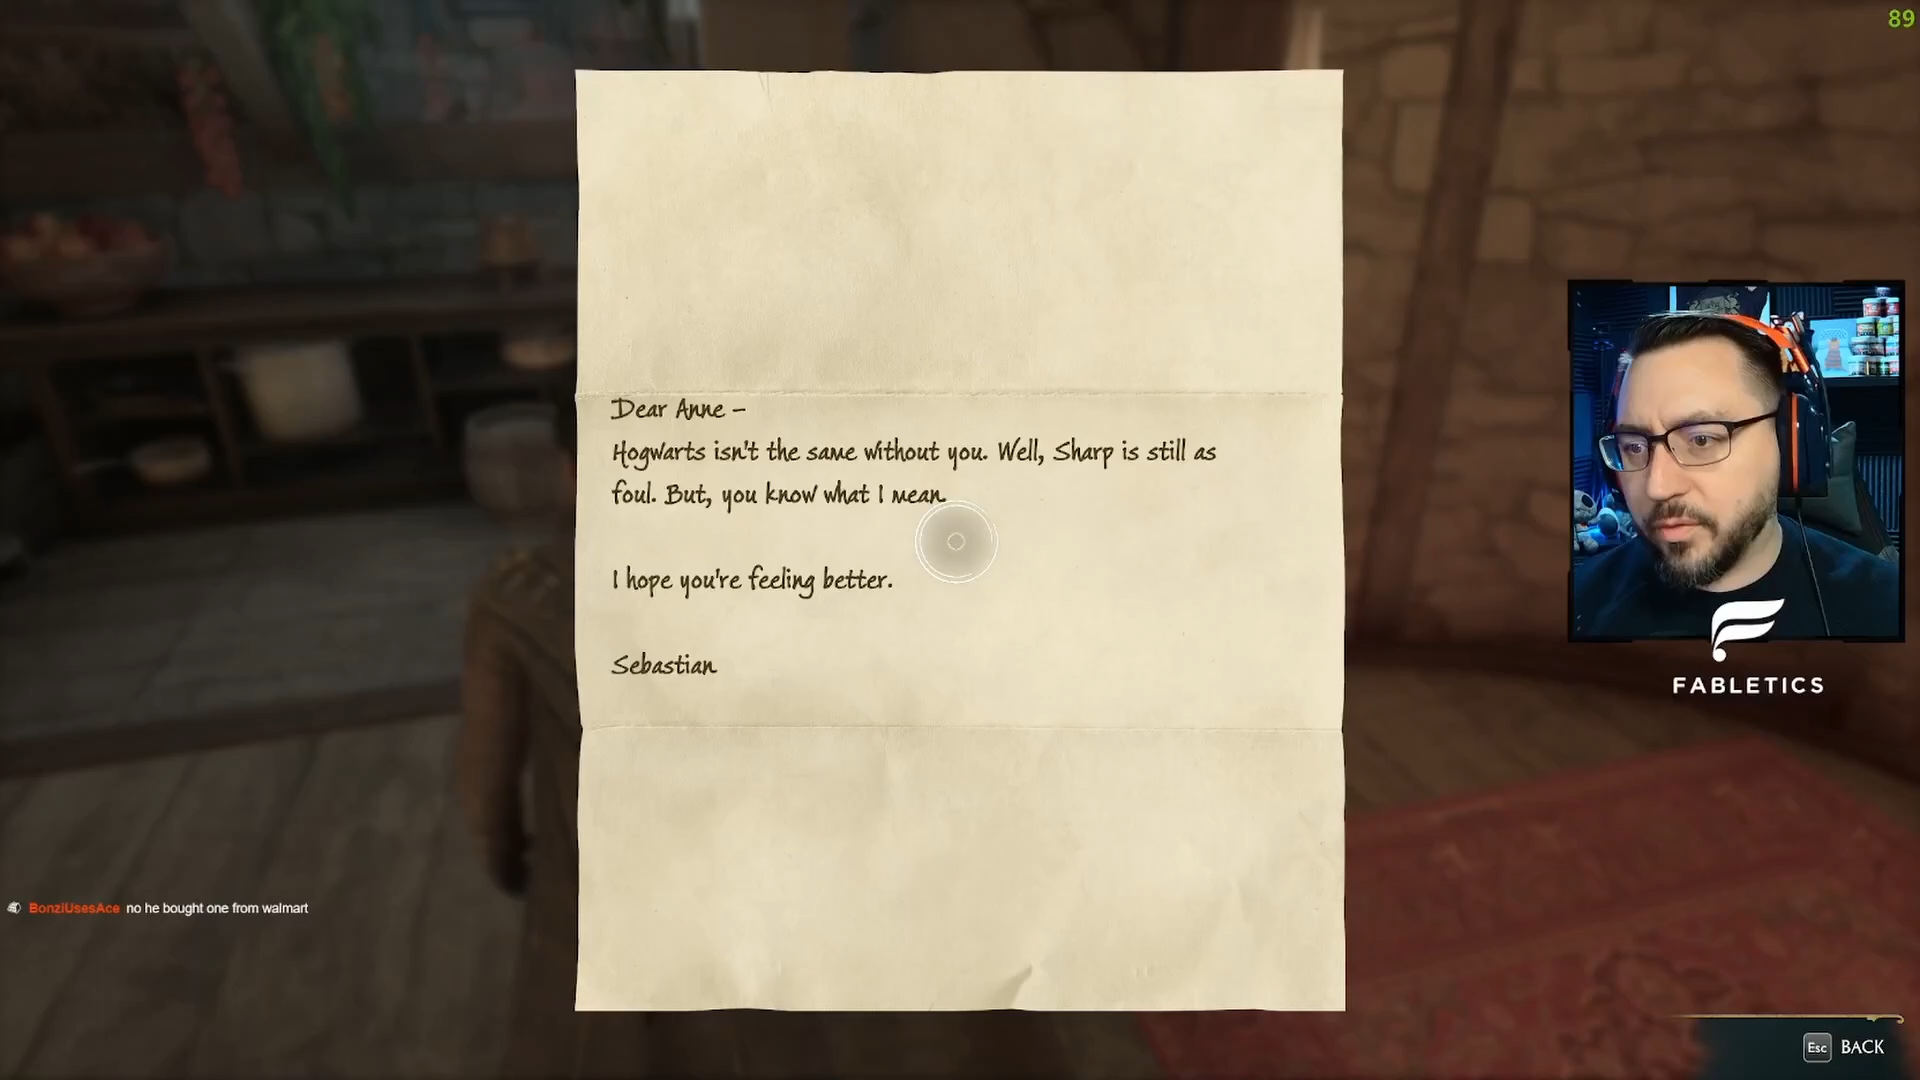 89
Dear Anne –
Hogwarts isn't the same without you. Well, Sharp is still as
foul. But, you know what I mean.
I hope you're feeling better.
Sebastian
FABLETICS
BonziUsesAce no he bought one from walmart
Esc BACK